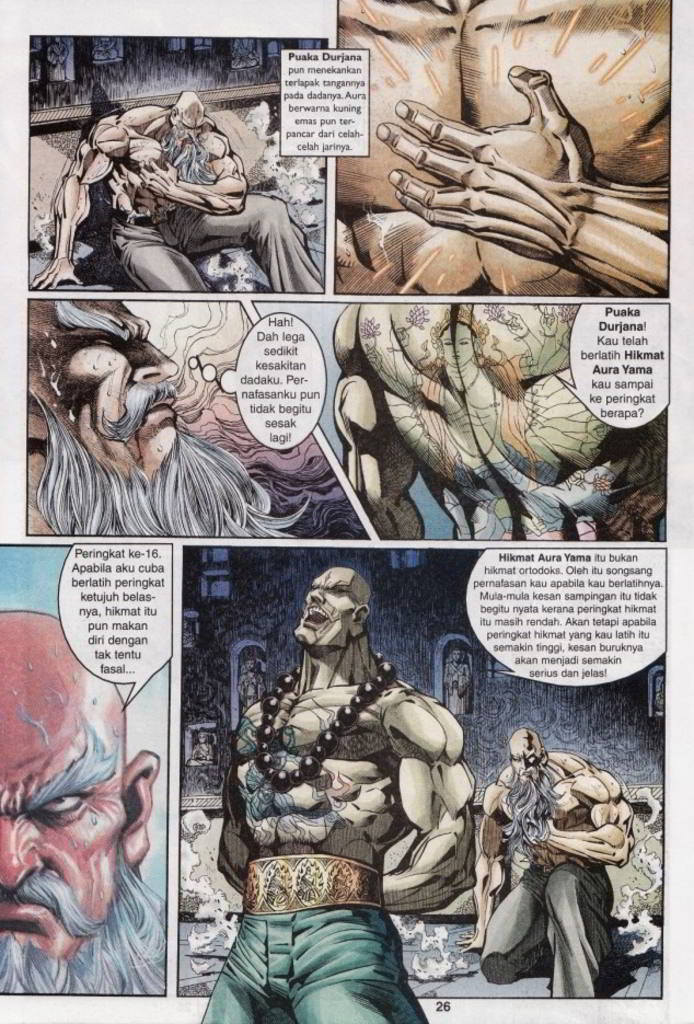 Puaka Durjana
pun menekankan
terlapak tangannya
pada dadanya. Aura
berwarna kuning
emas pun ter-
pancar dari celah-
celah jarinya.
Hah!
Dah lega
sedikit
kesakitan
dadaku. Per-
nafasanku pun
tidak begitu
sesak
lagi!
Puaka
Durjana!
Kau telah
berlatih Hikmat
Aura Yama
kau sampai
ke peringkat
berapa?
Peringkat ke-16.
Apabila aku cuba
berlatih peringkat
ketujuh belas-
nya, hikmat itu
pun makan
diri dengan
tak tentu
fasal...
Hikmat Aura Yama itu bukan
hikmat ortodoks. Oleh itu songsang
pernafasan kau apabila kau berlatihnya.
Mula-mula kesan sampingan itu tidak
begitu nyata kerana peringkat hikmat
itu masih rendah. Akan tetapi apabila
peringkat hikmat yang kau latih itu
semakin tinggi, kesan buruknya
akan menjadi semakin
serius dan jelas!
26